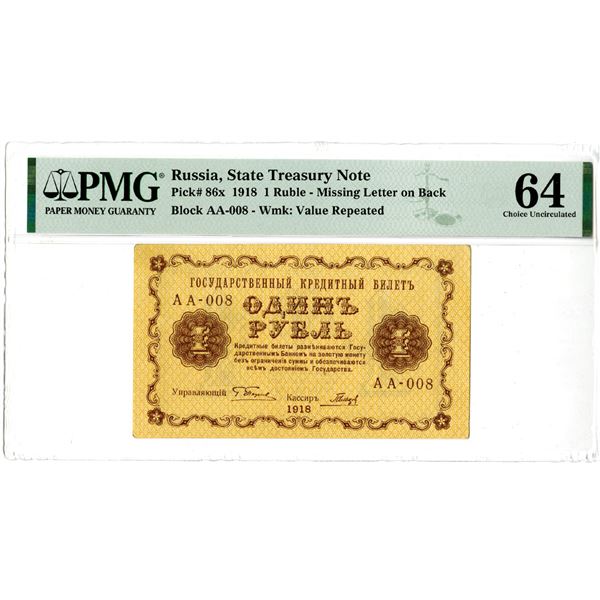 PMG®
PAPER MONEY GUARANTY
Russia, State Treasury Note
Pick# 86x 1918 1 Ruble - Missing Letter on Back
Block AA-008 - Wmk: Value Repeated
64
Choice Uncirculated
ГОСУДАРСТВЕННЫЙ КРЕДИТНЫЙ БИЛЕТЪ
АА-008
ОДИНЪ
РУБЛЬ
Кредитные билеты размѣниваются Госу-
дарственнымъ Банкомъ на золотую монету
безъ ограниченія суммы и обезпечиваются
всѣмъ достояніемъ Государства.
АА-008
Управляющій
Кассиръ
1918